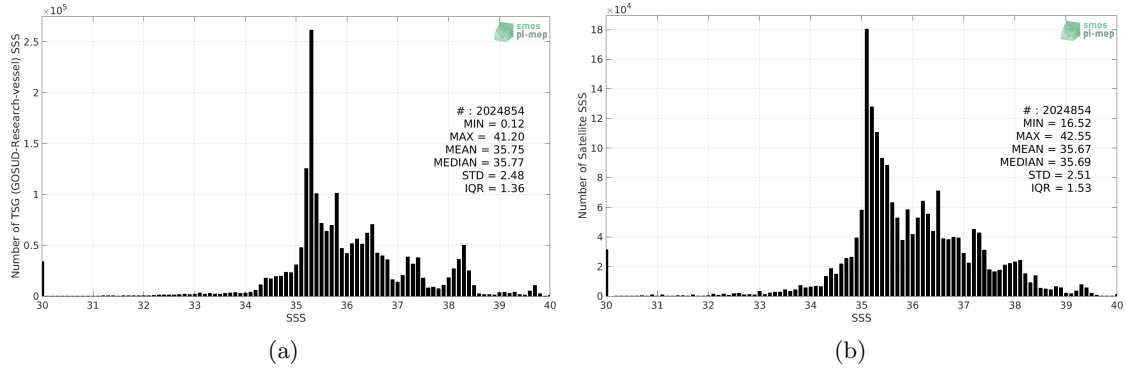 ×10⁵
smos
pi-mep
2.5
2
1.5
1
0.5
0
Number of TSG (GOSUD-Research-vessel) SSS
# : 2024854
MIN = 0.12
MAX = 41.20
MEAN = 35.75
MEDIAN = 35.77
STD = 2.48
IQR = 1.36
30 31 32 33 34 35 36 37 38 39 40
SSS
(a)
×10⁴
smos
pi-mep
18
16
14
12
10
8
6
4
2
0
Number of Satellite SSS
# : 2024854
MIN = 16.52
MAX = 42.55
MEAN = 35.67
MEDIAN = 35.69
STD = 2.51
IQR = 1.53
30 31 32 33 34 35 36 37 38 39 40
SSS
(b)